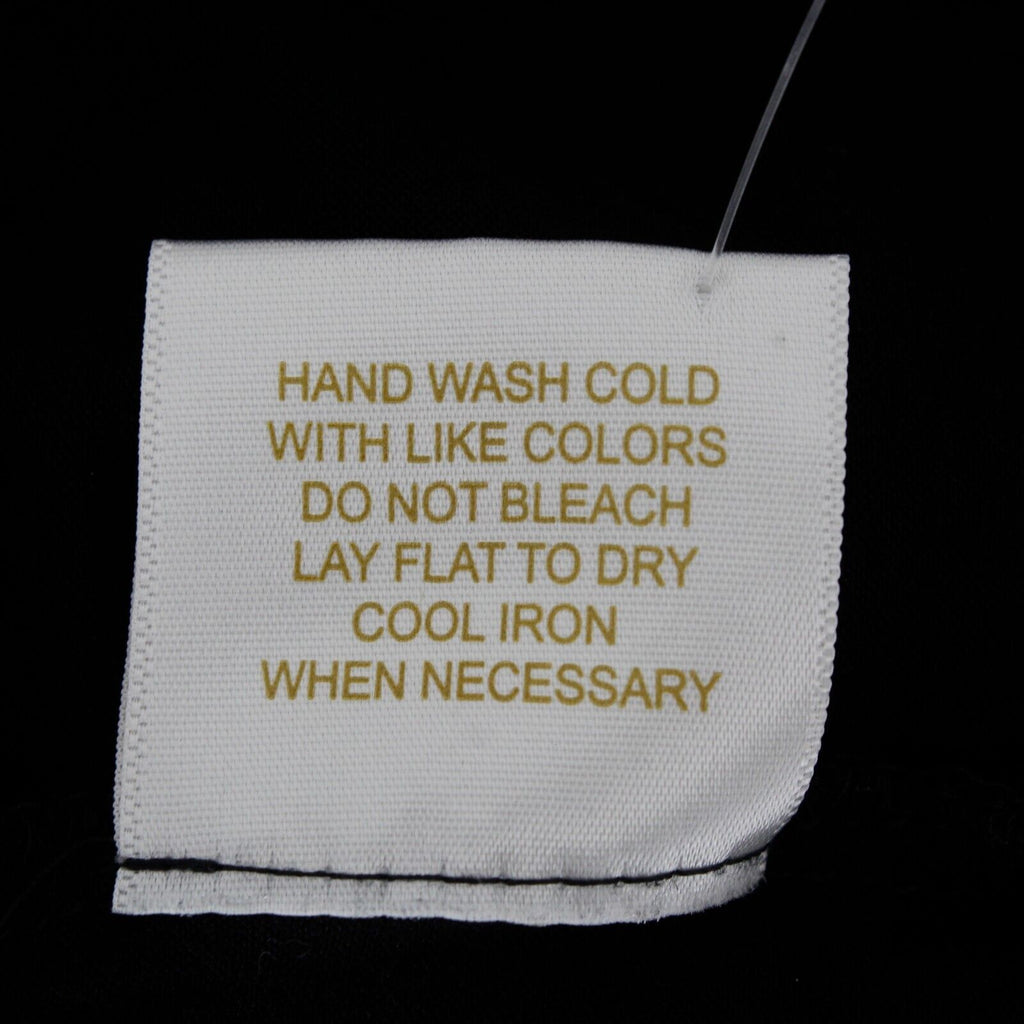 HAND WASH COLD
WITH LIKE COLORS
DO NOT BLEACH
LAY FLAT TO DRY
COOL IRON
WHEN NECESSARY